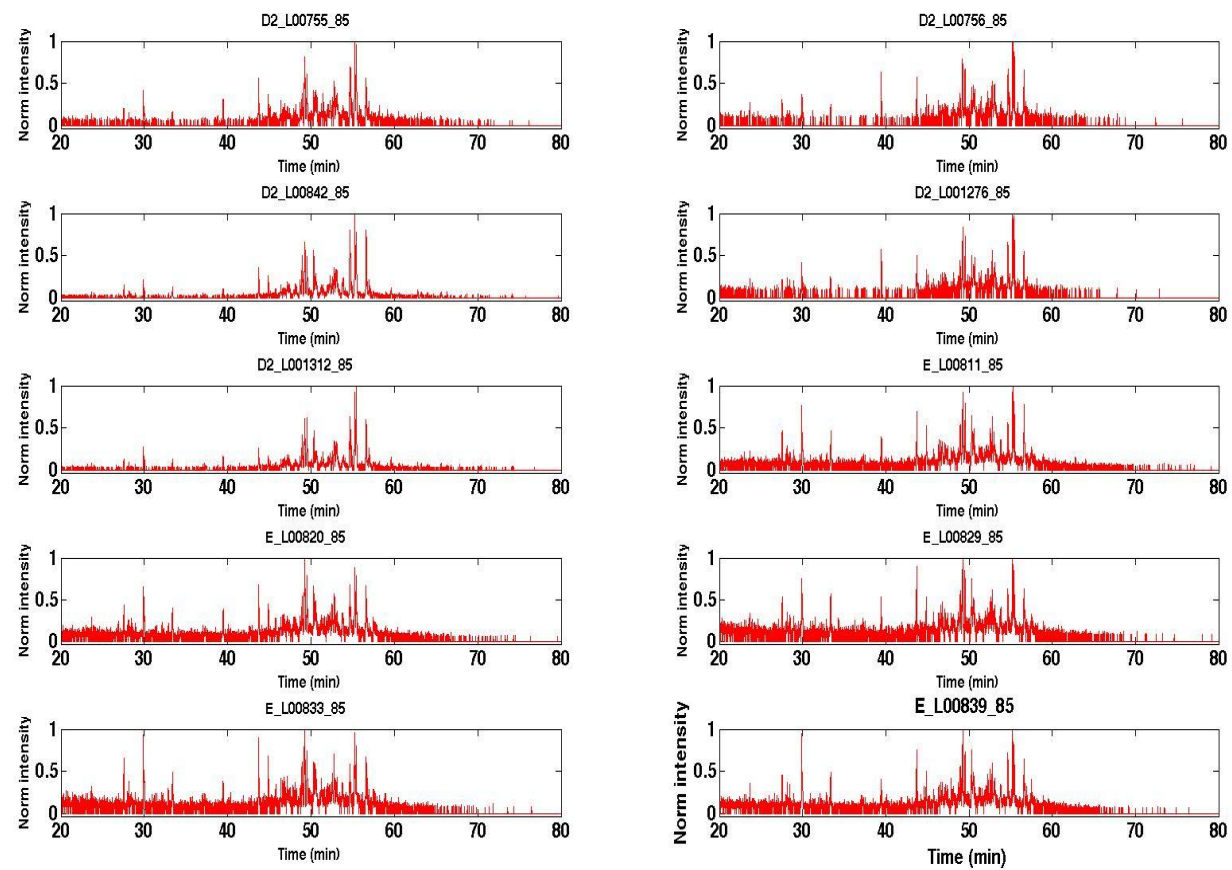 D2_L00755_85
Norm intensity
1
0.5
0
20 30 40 50 60 70 80
Time (min)
D2_L00756_85
Norm intensity
1
0.5
0
20 30 40 50 60 70 80
Time (min)
D2_L00842_85
Norm intensity
1
0.5
0
20 30 40 50 60 70 80
Time (min)
D2_L001276_85
Norm intensity
1
0.5
0
20 30 40 50 60 70 80
Time (min)
D2_L001312_85
Norm intensity
1
0.5
0
20 30 40 50 60 70 80
Time (min)
E_L00811_85
Norm intensity
1
0.5
0
20 30 40 50 60 70 80
Time (min)
E_L00820_85
Norm intensity
1
0.5
0
20 30 40 50 60 70 80
Time (min)
E_L00829_85
Norm intensity
1
0.5
0
20 30 40 50 60 70 80
Time (min)
E_L00833_85
Norm intensity
1
0.5
0
20 30 40 50 60 70 80
Time (min)
E_L00839_85
Norm intensity
1
0.5
0
20 30 40 50 60 70 80
Time (min)